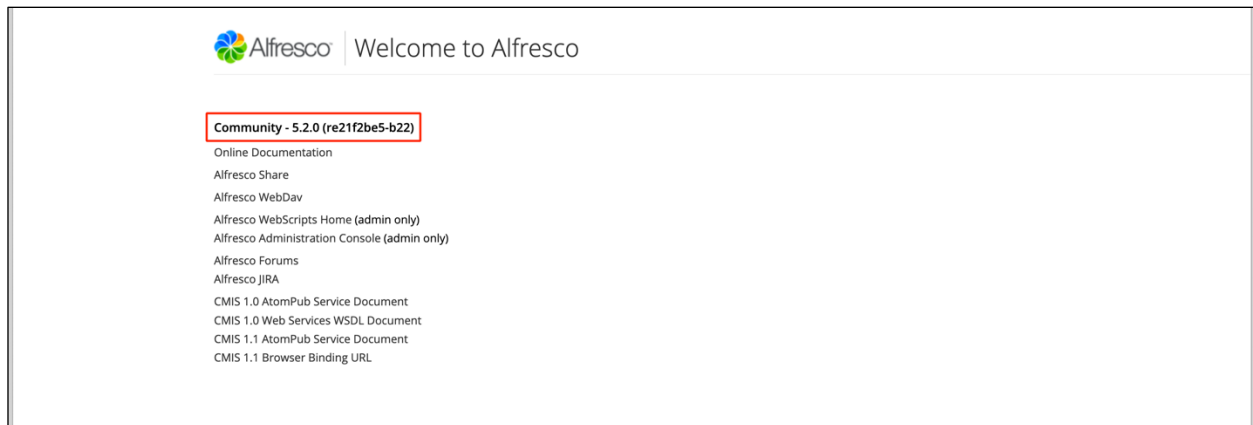 Alfresco Welcome to Alfresco
Community - 5.2.0 (re21f2be5-b22)
Online Documentation
Alfresco Share
Alfresco WebDav
Alfresco WebScripts Home (admin only)
Alfresco Administration Console (admin only)
Alfresco Forums
Alfresco JIRA
CMIS 1.0 AtomPub Service Document
CMIS 1.0 Web Services WSDL Document
CMIS 1.1 AtomPub Service Document
CMIS 1.1 Browser Binding URL